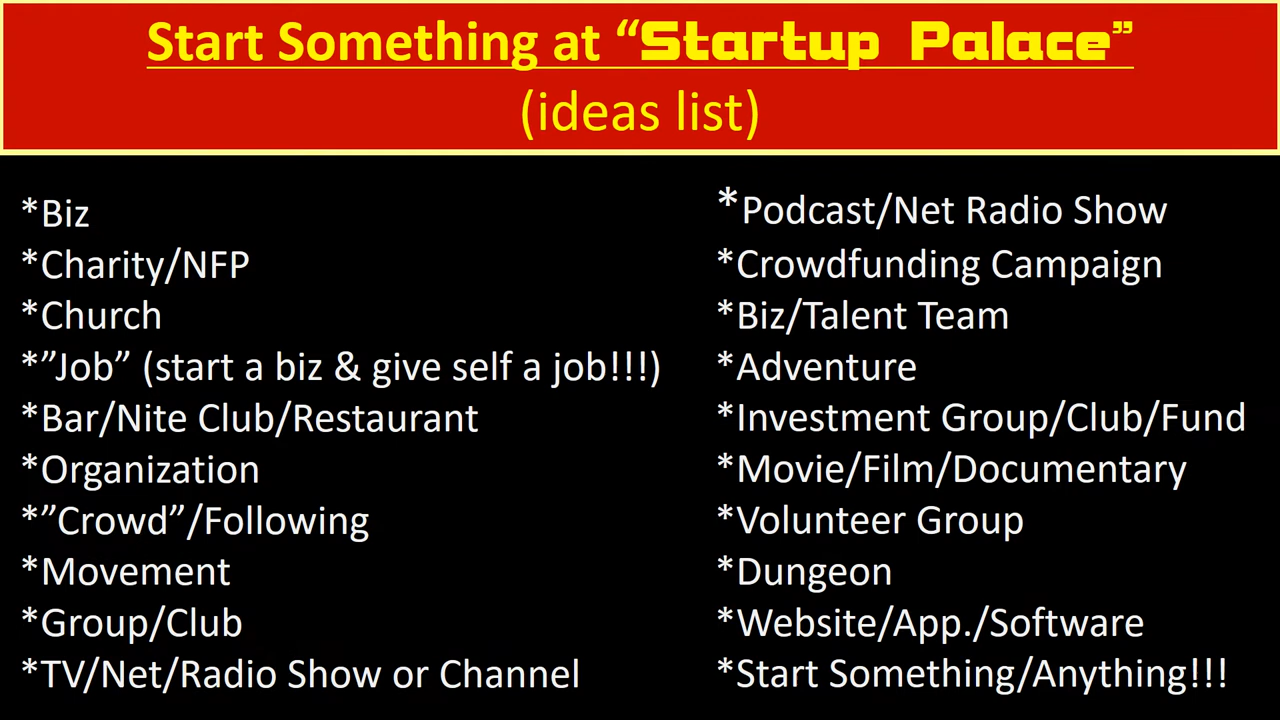 Start Something at “Startup Palace”
(ideas list)
*Biz
*Charity/NFP
*Church
*”Job” (start a biz & give self a job!!!)
*Bar/Nite Club/Restaurant
*Organization
*”Crowd”/Following
*Movement
*Group/Club
*TV/Net/Radio Show or Channel
*Podcast/Net Radio Show
*Crowdfunding Campaign
*Biz/Talent Team
*Adventure
*Investment Group/Club/Fund
*Movie/Film/Documentary
*Volunteer Group
*Dungeon
*Website/App./Software
*Start Something/Anything!!!